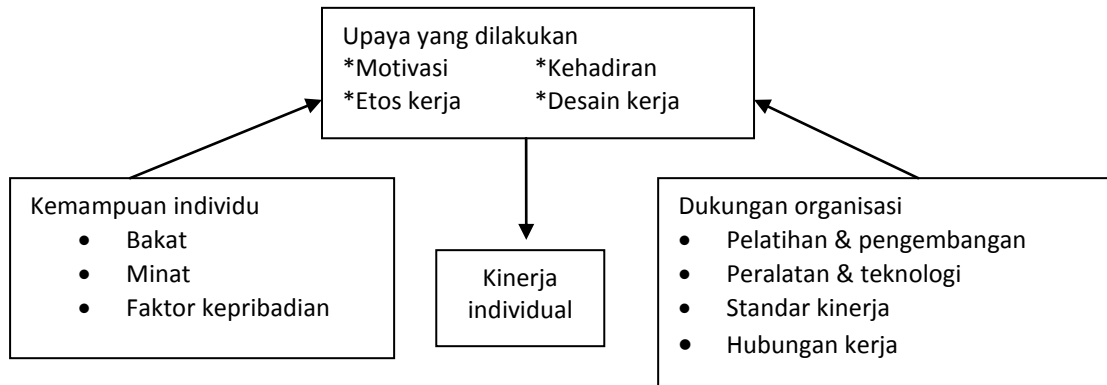 Upaya yang dilakukan
*Motivasi *Kehadiran
*Etos kerja *Desain kerja
Kemampuan individu
• Bakat
• Minat
• Faktor kepribadian
Kinerja
individual
Dukungan organisasi
• Pelatihan & pengembangan
• Peralatan & teknologi
• Standar kinerja
• Hubungan kerja